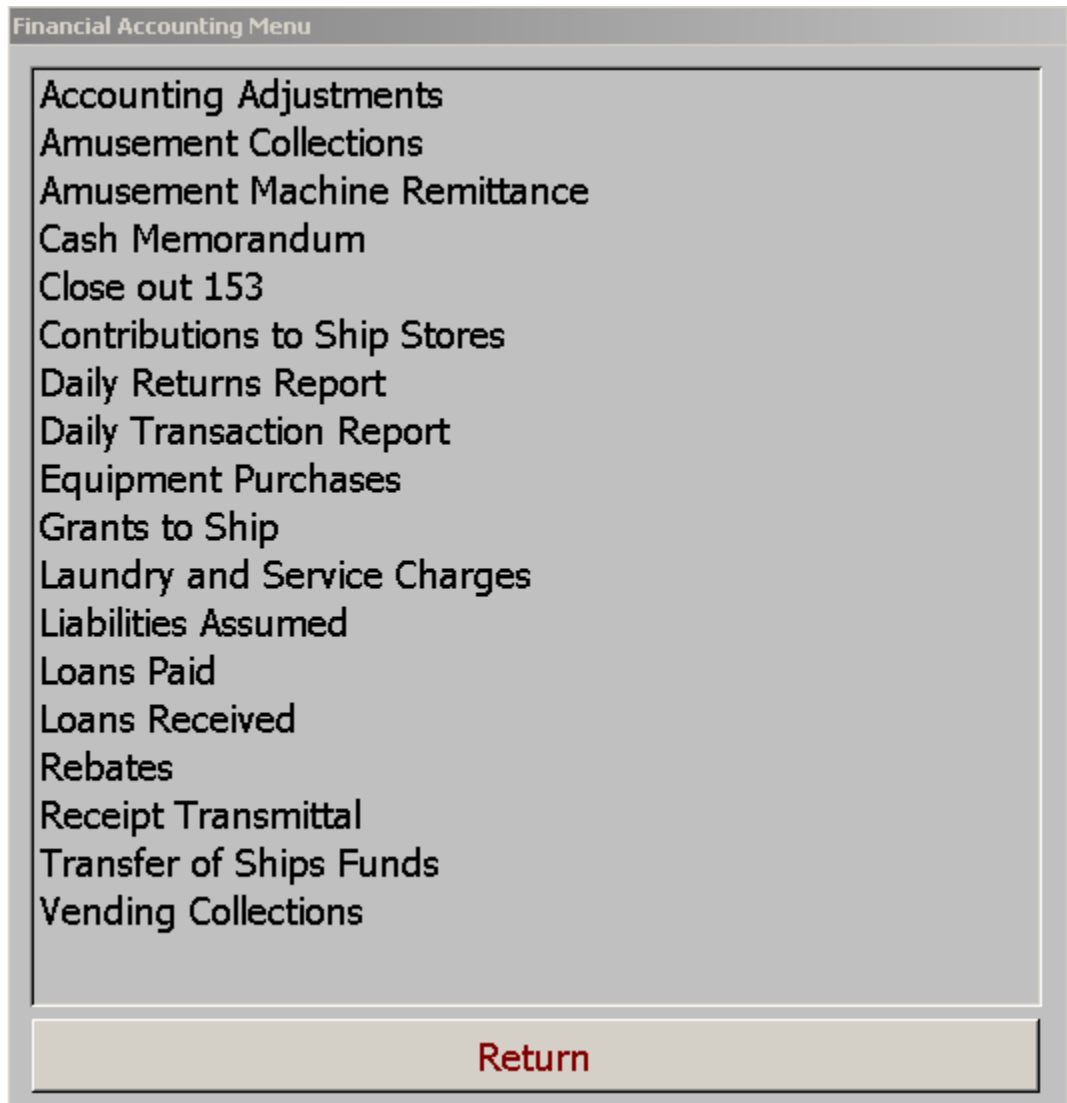 Financial Accounting Menu
Accounting Adjustments
Amusement Collections
Amusement Machine Remittance
Cash Memorandum
Close out 153
Contributions to Ship Stores
Daily Returns Report
Daily Transaction Report
Equipment Purchases
Grants to Ship
Laundry and Service Charges
Liabilities Assumed
Loans Paid
Loans Received
Rebates
Receipt Transmittal
Transfer of Ships Funds
Vending Collections
Return